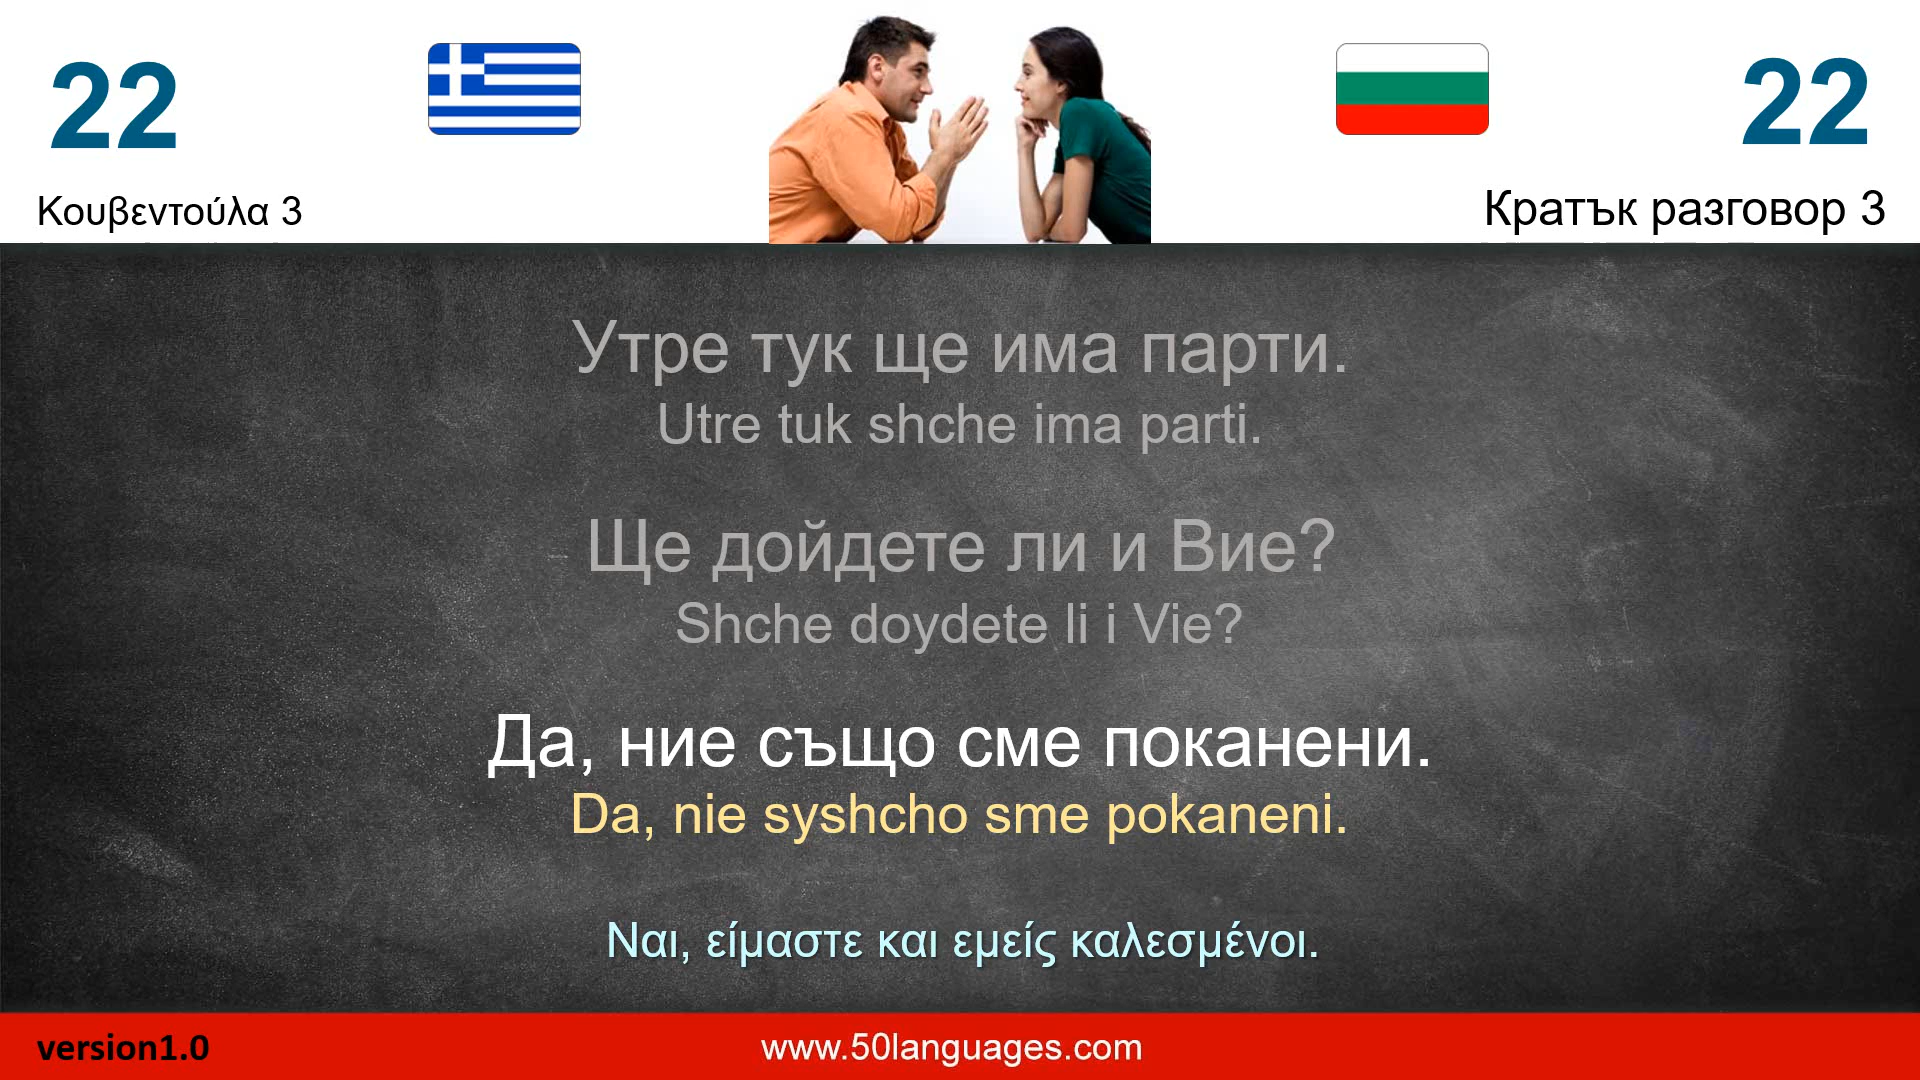 22
22
Κουβεντούλα 3
Кратък разговор 3
Утре тук ще има парти.
Utre tuk shche ima parti.
Ще дойдете ли и Вие?
Shche doydete li i Vie?
Да, ние също сме поканени.
Da, nie syshcho sme pokaneni.
Ναι, είμαστε και εμείς καλεσμένοι.
version1.0
www.50languages.com